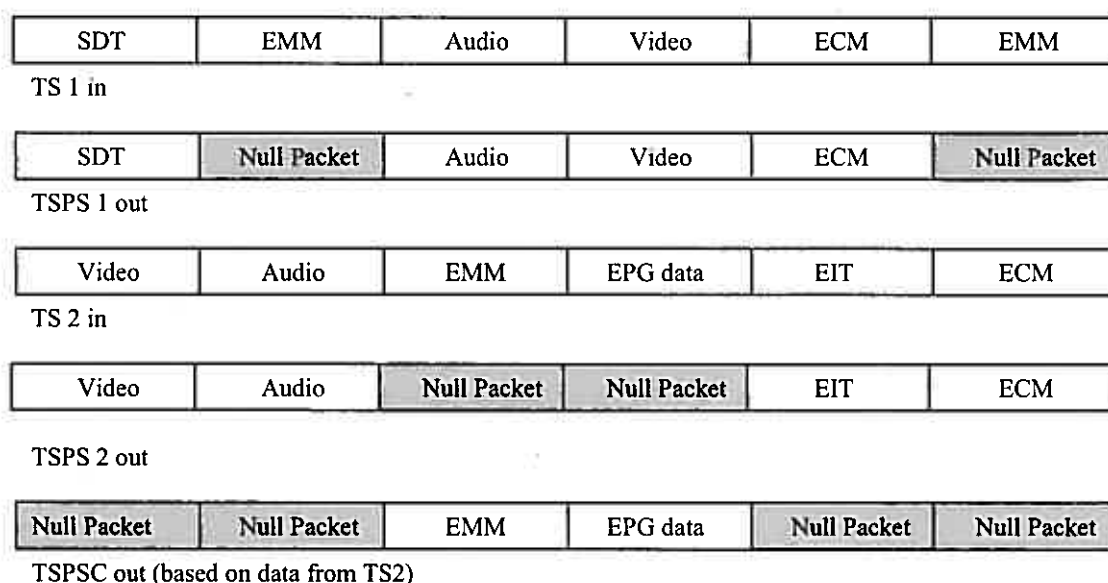 SDT EMM Audio Video ECM EMM
TS 1 in
SDT Null Packet Audio Video ECM Null Packet
TSPS 1 out
Video Audio EMM EPG data EIT ECM
TS 2 in
Video Audio Null Packet Null Packet EIT ECM
TSPS 2 out
Null Packet Null Packet EMM EPG data Null Packet Null Packet
TSPSC out (based on data from TS2)